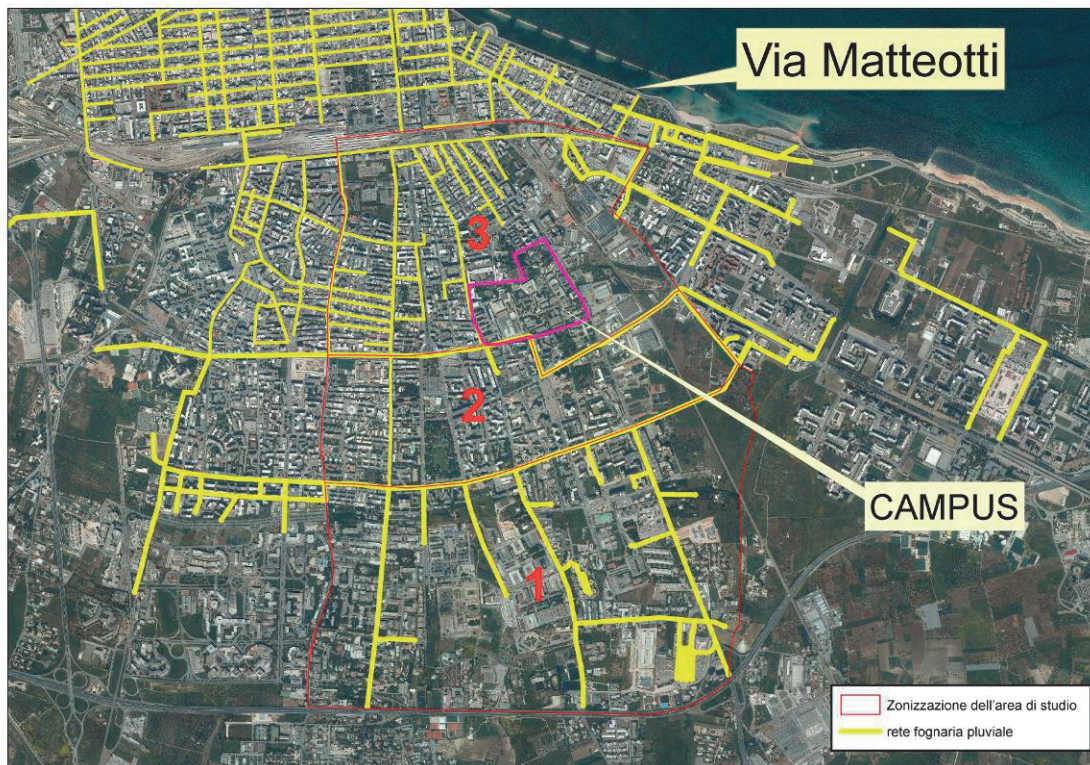 Via Matteotti
3
2
CAMPUS
1
Zonizzazione dell'area di studio
rete fognaria pluviale